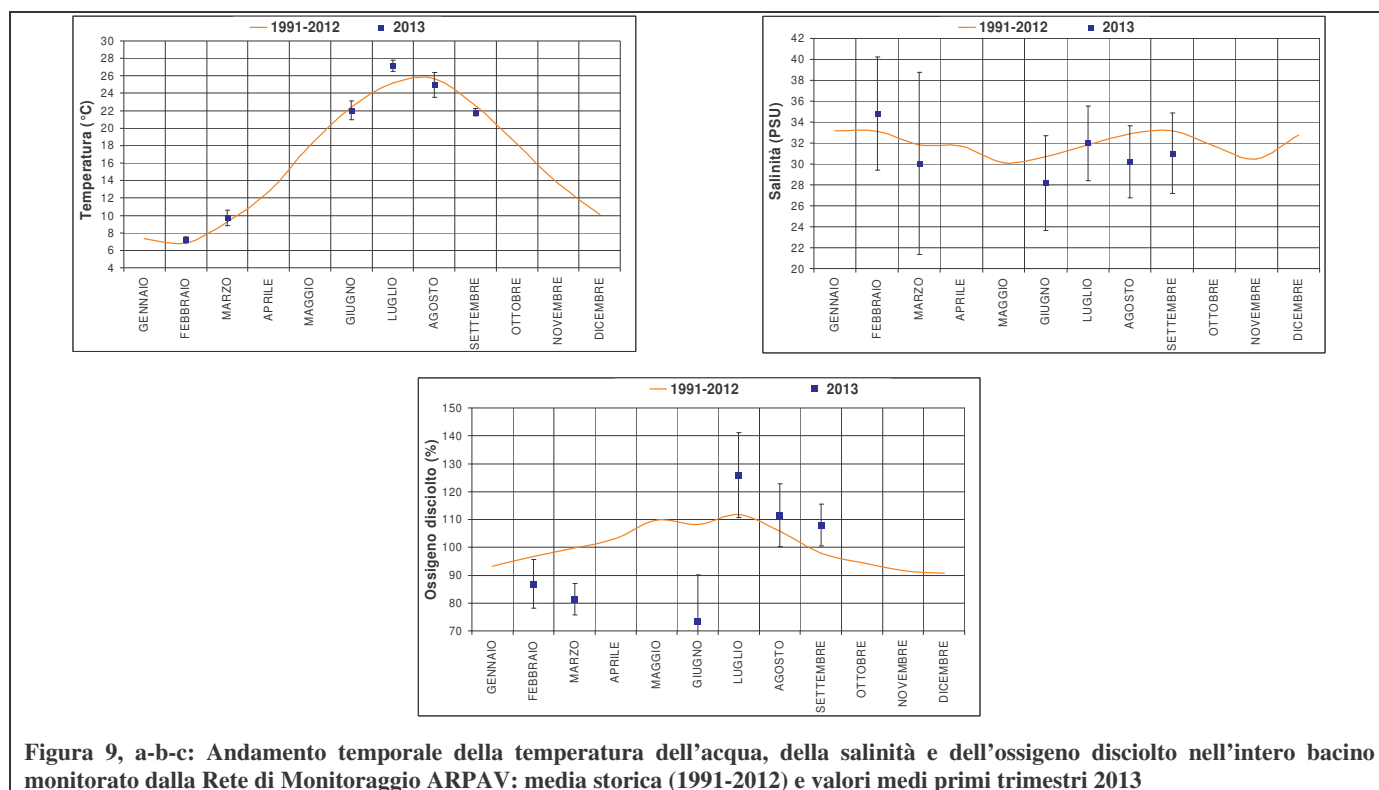 1991-2012 2013
Temperatura (°C)
30
28
26
24
22
20
18
16
14
12
10
8
6
4
GENNAIO
FEBBRAIO
MARZO
APRILE
MAGGIO
GIUGNO
LUGLIO
AGOSTO
SETTEMBRE
OTTOBRE
NOVEMBRE
DICEMBRE
1991-2012 2013
Salinità (PSU)
42
40
38
36
34
32
30
28
26
24
22
20
GENNAIO
FEBBRAIO
MARZO
APRILE
MAGGIO
GIUGNO
LUGLIO
AGOSTO
SETTEMBRE
OTTOBRE
NOVEMBRE
DICEMBRE
1991-2012 2013
Ossigeno disciolto (%)
150
140
130
120
110
100
90
80
70
GENNAIO
FEBBRAIO
MARZO
APRILE
MAGGIO
GIUGNO
LUGLIO
AGOSTO
SETTEMBRE
OTTOBRE
NOVEMBRE
DICEMBRE
Figura 9, a-b-c: Andamento temporale della temperatura dell'acqua, della salinità e dell'ossigeno disciolto nell'intero bacino
monitorato dalla Rete di Monitoraggio ARPAV: media storica (1991-2012) e valori medi primi trimestri 2013